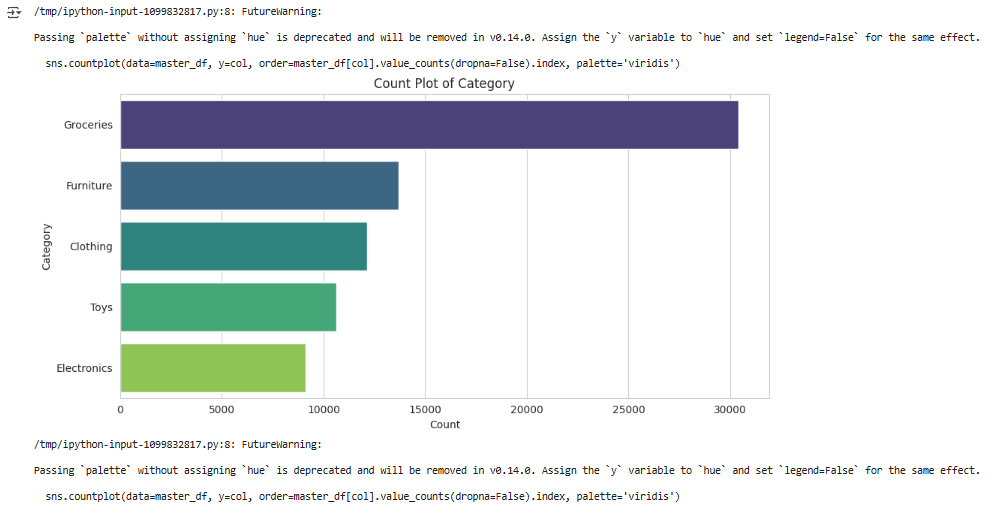 /tmp/ipython-input-1099832817.py:8: FutureWarning:
Passing `palette` without assigning `hue` is deprecated and will be removed in v0.14.0. Assign the `y` variable to `hue` and set `legend=False` for the same effect.
sns.countplot(data=master_df, y=col, order=master_df[col].value_counts(dropna=False).index, palette='viridis')
Count Plot of Category
Groceries
Furniture
Clothing
Category
Toys
Electronics
0 5000 10000 15000 20000 25000 30000
Count
/tmp/ipython-input-1099832817.py:8: FutureWarning:
Passing `palette` without assigning `hue` is deprecated and will be removed in v0.14.0. Assign the `y` variable to `hue` and set `legend=False` for the same effect.
sns.countplot(data=master_df, y=col, order=master_df[col].value_counts(dropna=False).index, palette='viridis')